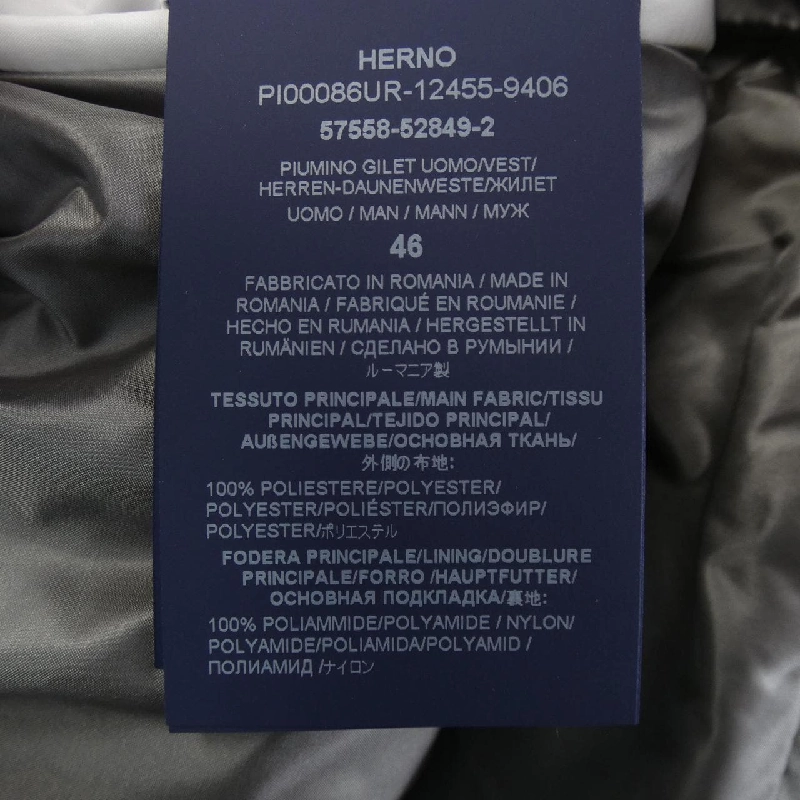 HERNO
PI00086UR-12455-9406
57558-52849-2
PIUMINO GILET UOMO/VEST/
HERREN-DAUNENWESTE/ЖИЛЕТ
UOMO / MAN / MANN / МУЖ
46
FABBRICATO IN ROMANIA / MADE IN
ROMANIA / FABRIQUÉ EN ROUMANIE /
HECHO EN RUMANIA / HERGESTELLT IN
RUMÄNIEN / СДЕЛАНО В РУМЫНИИ /
ルーマニア製
TESSUTO PRINCIPALE/MAIN FABRIC/TISSU
PRINCIPAL/TEJIDO PRINCIPAL/
AUßENGEWEBE/ОСНОВНАЯ ТКАНЬ/
外側の布地:
100% POLIESTERE/POLYESTER/
POLYESTER/POLIÉSTER/ПОЛИЭФИР/
POLYESTER/ポリエステル
FODERA PRINCIPALE/LINING/DOUBLURE
PRINCIPALE/FORRO /HAUPTFUTTER/
ОСНОВНАЯ ПОДКЛАДКА/裏地:
100% POLIAMMIDE/POLYAMIDE / NYLON/
POLYAMIDE/POLIAMIDA/POLYAMID /
ПОЛИАМИД /ナイロン